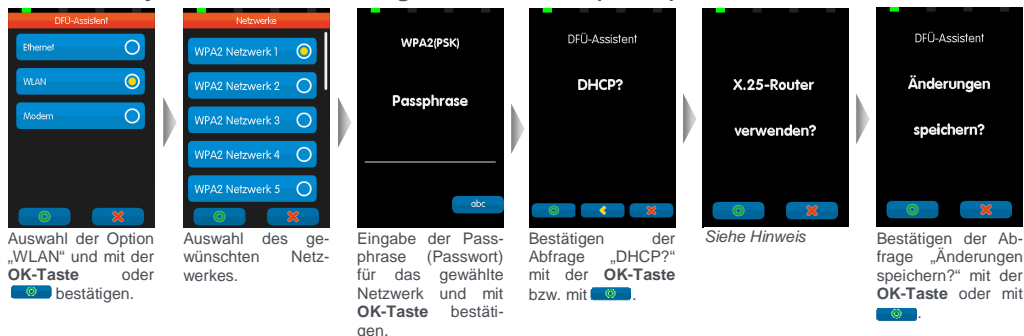 DFÜ-Assistent
Ethernet
WLAN
Modem
Auswahl der Option
„WLAN“ und mit der
OK-Taste oder
bestätigen.
Netzwerke
WPA2 Netzwerk 1
WPA2 Netzwerk 2
WPA2 Netzwerk 3
WPA2 Netzwerk 4
WPA2 Netzwerk 5
Auswahl des ge-
wünschten Netz-
werkes.
WPA2(PSK)
Passphrase
abc
Eingabe der Pass-
phrase (Passwort)
für das gewählte
Netzwerk und mit
OK-Taste bestäti-
gen.
DFÜ-Assistent
DHCP?
Bestätigen der
Abfrage „DHCP?“
mit der OK-Taste
bzw. mit .
X.25-Router
verwenden?
Siehe Hinweis
DFÜ-Assistent
Änderungen
speichern?
Bestätigen der Ab-
frage „Änderungen
speichern?“ mit der
OK-Taste oder mit
.